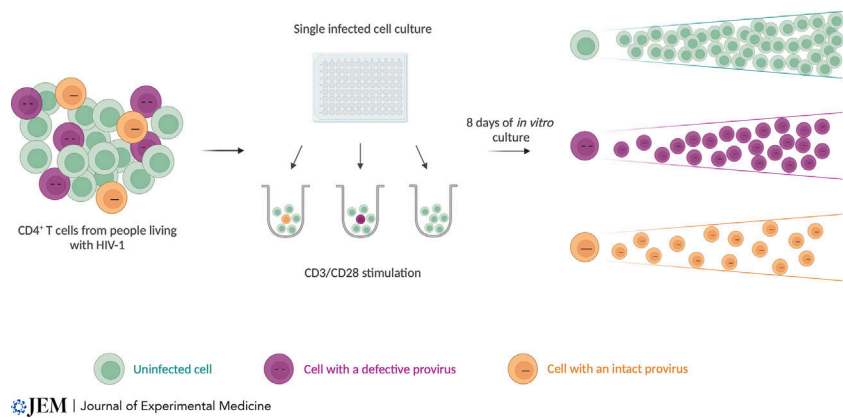 Single infected cell culture
8 days of in vitro
culture
CD4⁺ T cells from people living
with HIV-1
CD3/CD28 stimulation
Uninfected cell
Cell with a defective provirus
Cell with an intact provirus
JEM | Journal of Experimental Medicine